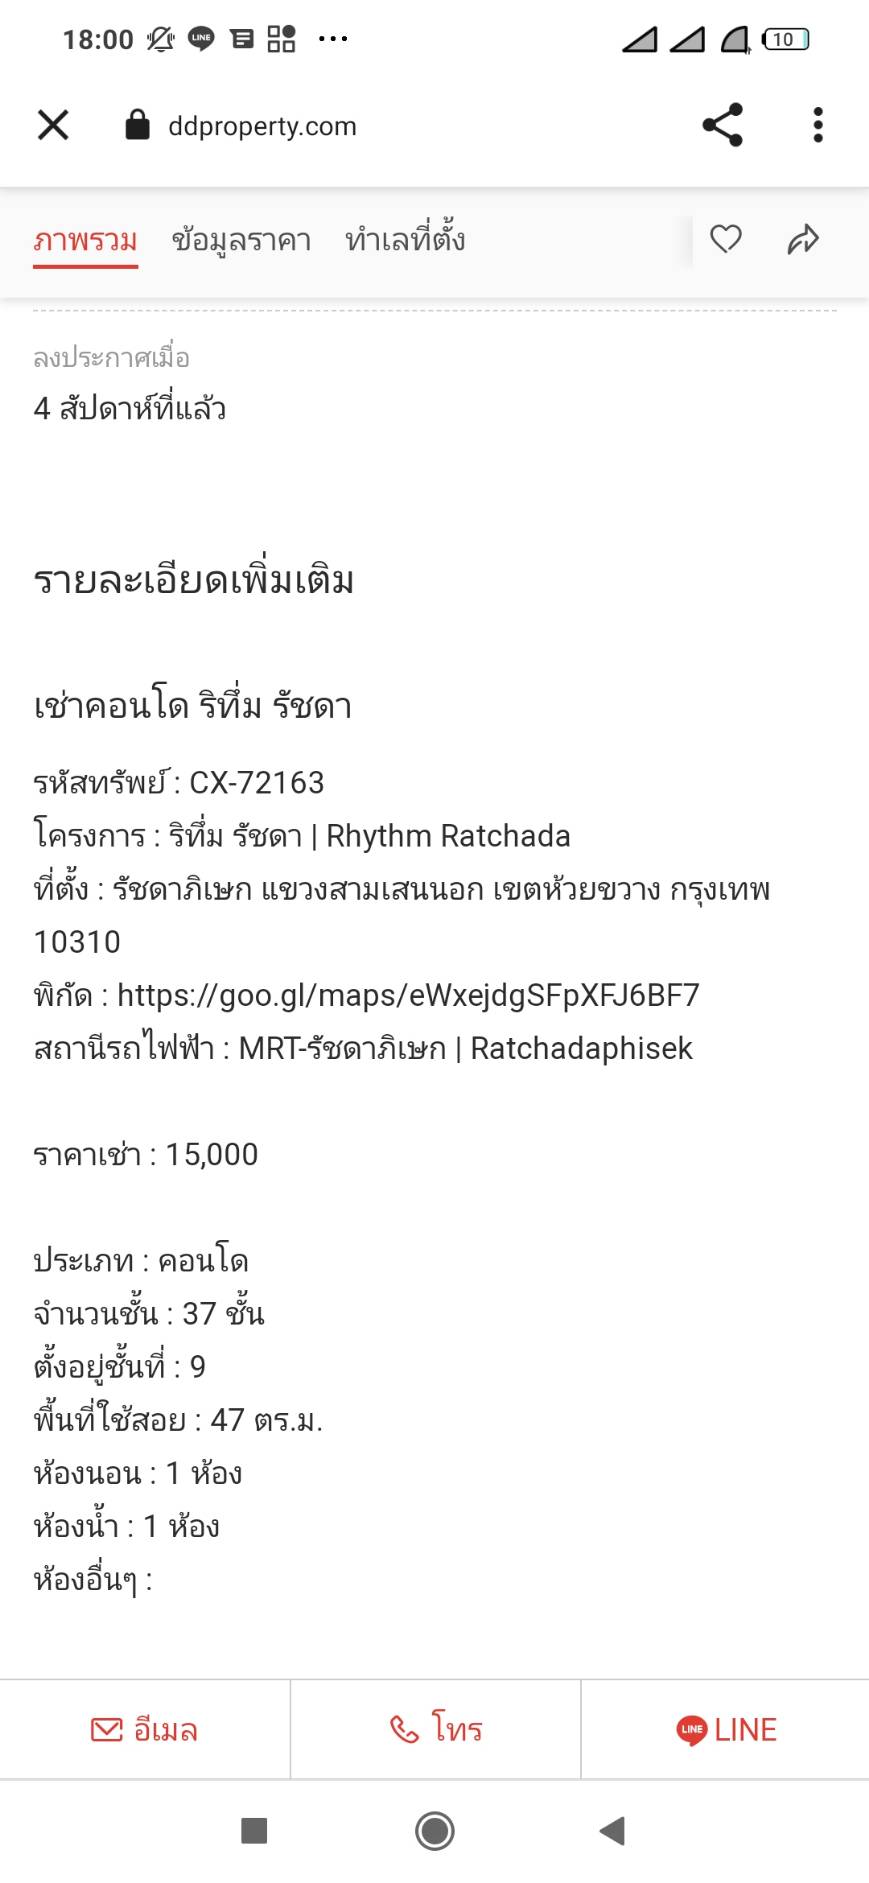 18:00 LINE ... 10
ddproperty.com
ภาพรวม ข้อมูลราคา ทำเลที่ตั้ง
ลงประกาศเมื่อ
4 สัปดาห์ที่แล้ว
รายละเอียดเพิ่มเติม
เช่าคอนโด ริทึ่ม รัชดา
รหัสทรัพย์ : CX-72163
โครงการ : ริทึ่ม รัชดา | Rhythm Ratchada
ที่ตั้ง : รัชดาภิเษก แขวงสามเสนนอก เขตห้วยขวาง กรุงเทพ
10310
พิกัด : https://goo.gl/maps/eWxejdgSFpXFJ6BF7
สถานีรถไฟฟ้า : MRT-รัชดาภิเษก | Ratchadaphisek
ราคาเช่า : 15,000
ประเภท : คอนโด
จำนวนชั้น : 37 ชั้น
ตั้งอยู่ชั้นที่ : 9
พื้นที่ใช้สอย : 47 ตร.ม.
ห้องนอน : 1 ห้อง
ห้องน้ำ : 1 ห้อง
ห้องอื่นๆ :
อีเมล โทร LINE LINE